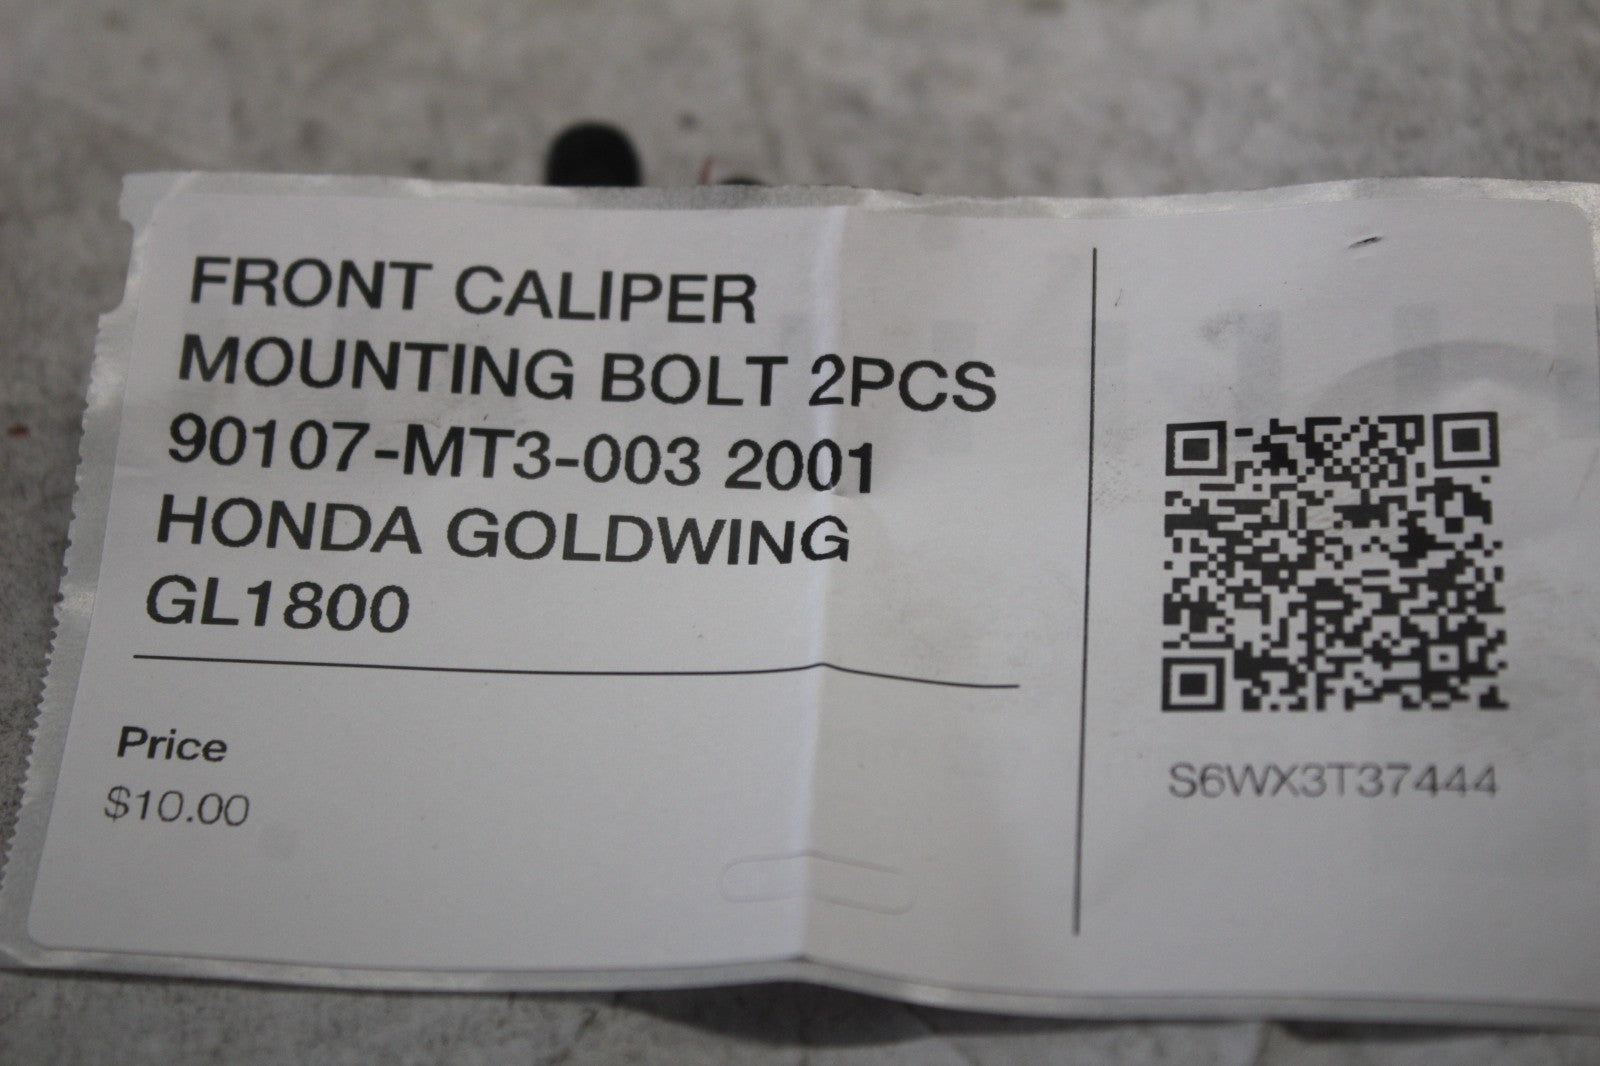 FRONT CALIPER
MOUNTING BOLT 2PCS
90107-MT3-003 2001
HONDA GOLDWING
GL1800
Price
$10.00
S6WX3T37444